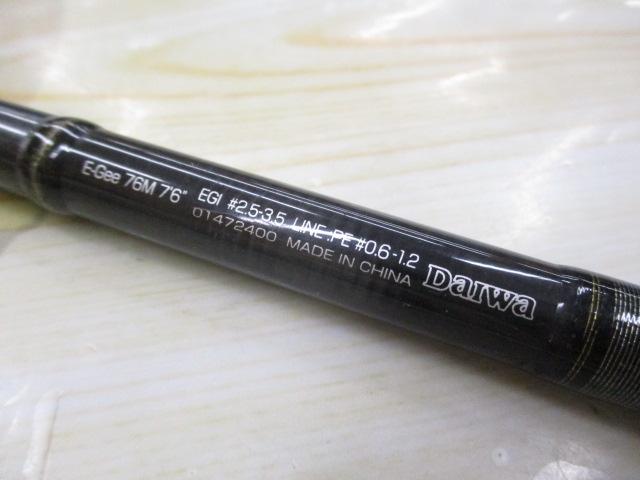 E-Gee 76M 7'6" EGI #2.5-3.5 LINE:PE #0.6-1.2
01472400 MADE IN CHINA
Daiwa